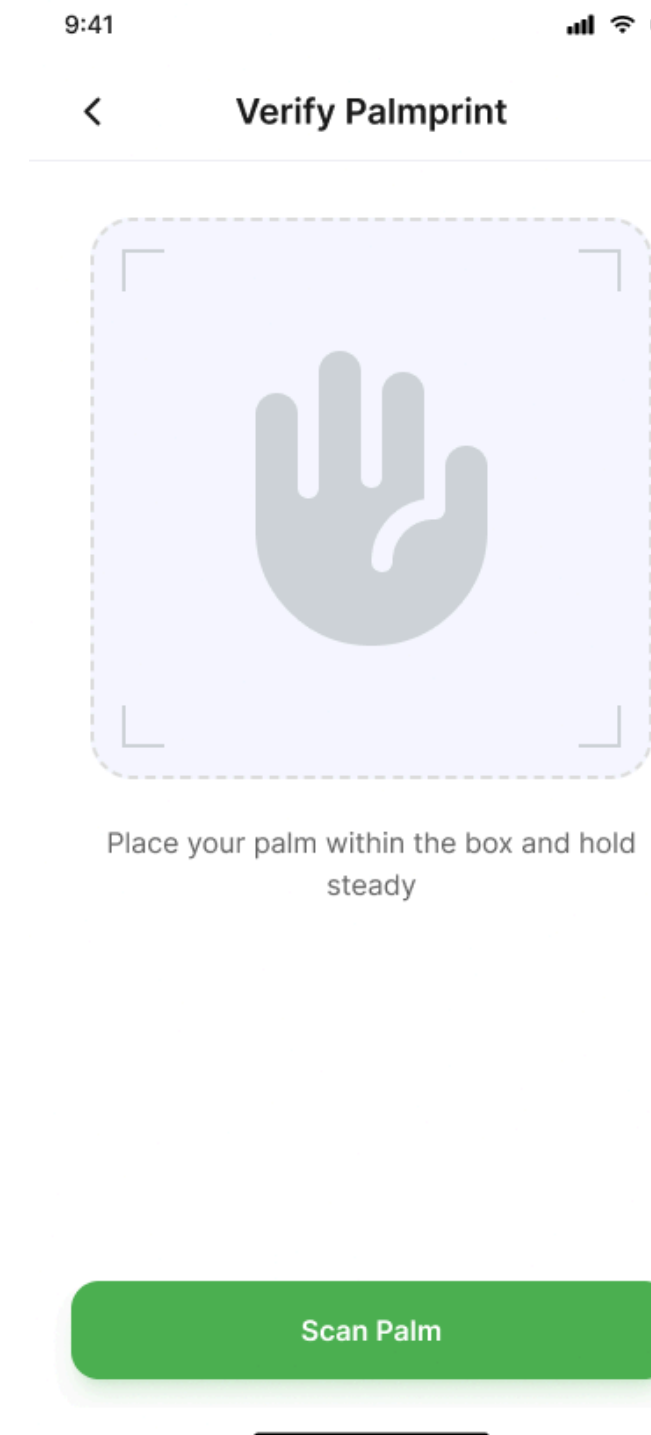 9:41
Verify Palmprint
Place your palm within the box and hold
steady
Scan Palm